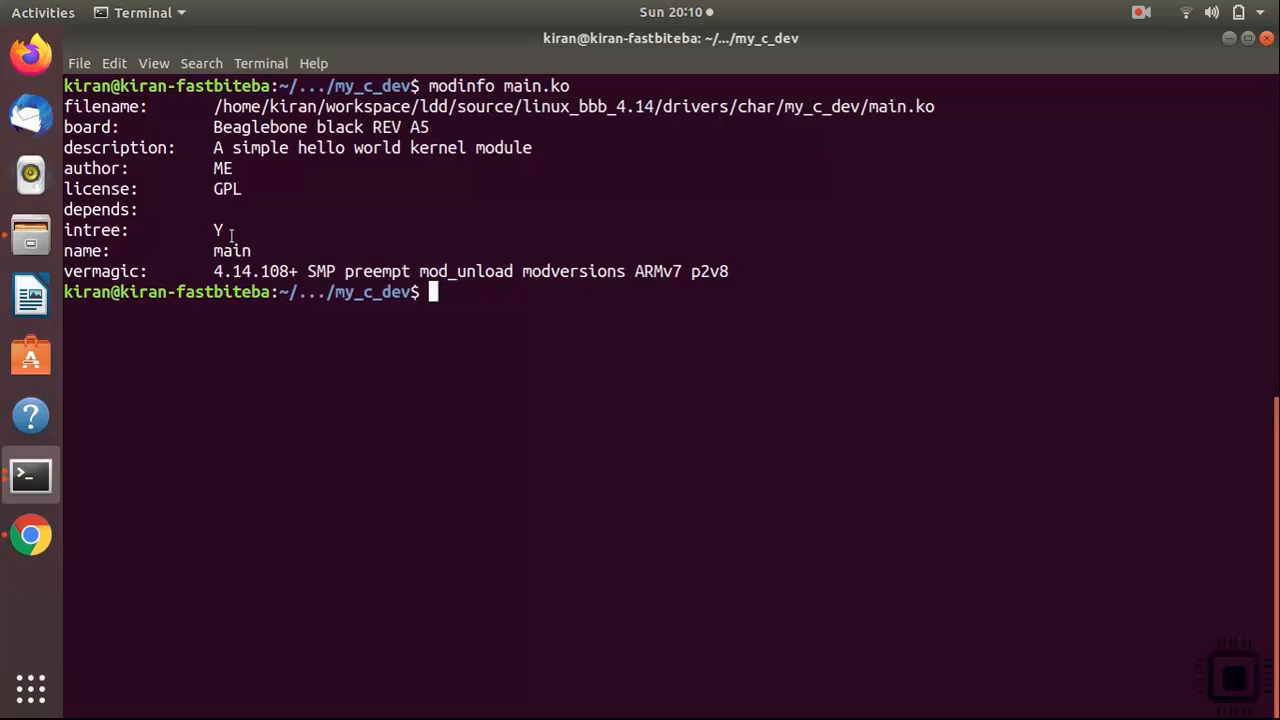 Activities Terminal Sun 20:10
kiran@kiran-fastbiteba: ~/.../my_c_dev
File Edit View Search Terminal Help
kiran@kiran-fastbiteba:~/.../my_c_dev$ modinfo main.ko
filename: /home/kiran/workspace/ldd/source/linux_bbb_4.14/drivers/char/my_c_dev/main.ko
board: Beaglebone black REV A5
description: A simple hello world kernel module
author: ME
license: GPL
depends:
intree: Y
name: main
vermagic: 4.14.108+ SMP preempt mod_unload modversions ARMv7 p2v8
kiran@kiran-fastbiteba:~/.../my_c_dev$